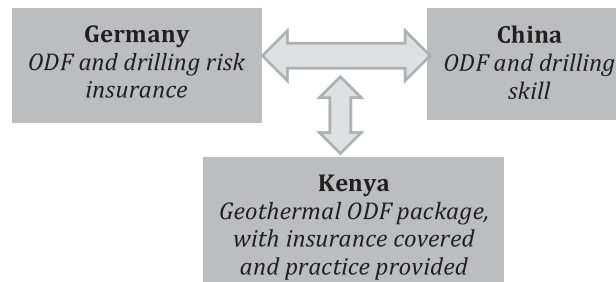 Germany
ODF and drilling risk
insurance
China
ODF and drilling
skill
Kenya
Geothermal ODF package,
with insurance covered
and practice provided